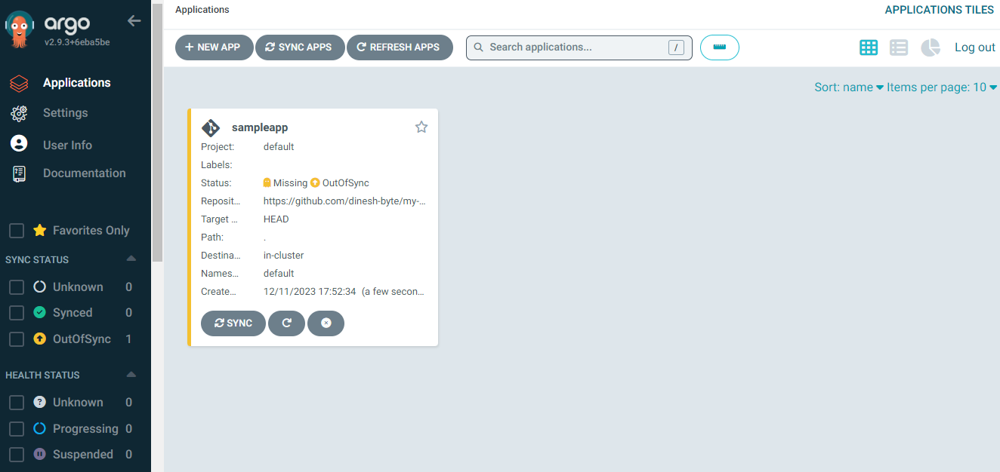 argo
v2.9.3+6eba5be
Applications
Settings
User Info
Documentation
Favorites Only
SYNC STATUS
Unknown 0
Synced 0
OutOfSync 1
HEALTH STATUS
Unknown 0
Progressing 0
Suspended 0
Applications
APPLICATIONS TILES
NEW APP SYNC APPS REFRESH APPS Search applications... / Log out
Sort: name Items per page: 10
sampleapp
Project: default
Labels:
Status: Missing OutOfSync
Reposit... https://github.com/dinesh-byte/my-...
Target ... HEAD
Path: .
Destina... in-cluster
Names... default
Create... 12/11/2023 17:52:34 (a few secon...
SYNC